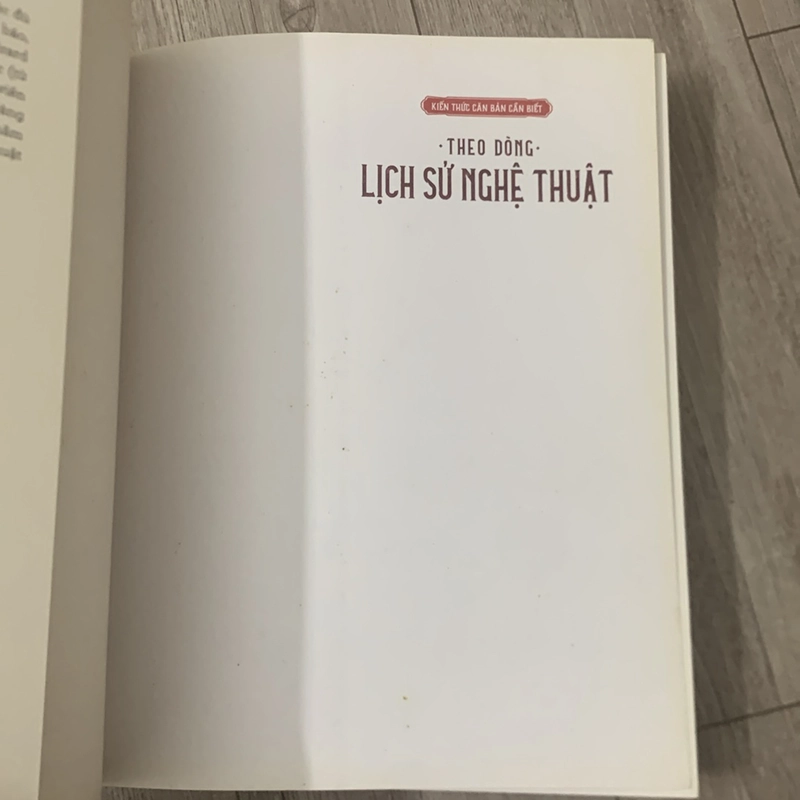 KIẾN THỨC CĂN BẢN CẦN BIẾT
·THEO DÒNG·
LỊCH SỬ NGHỆ THUẬT